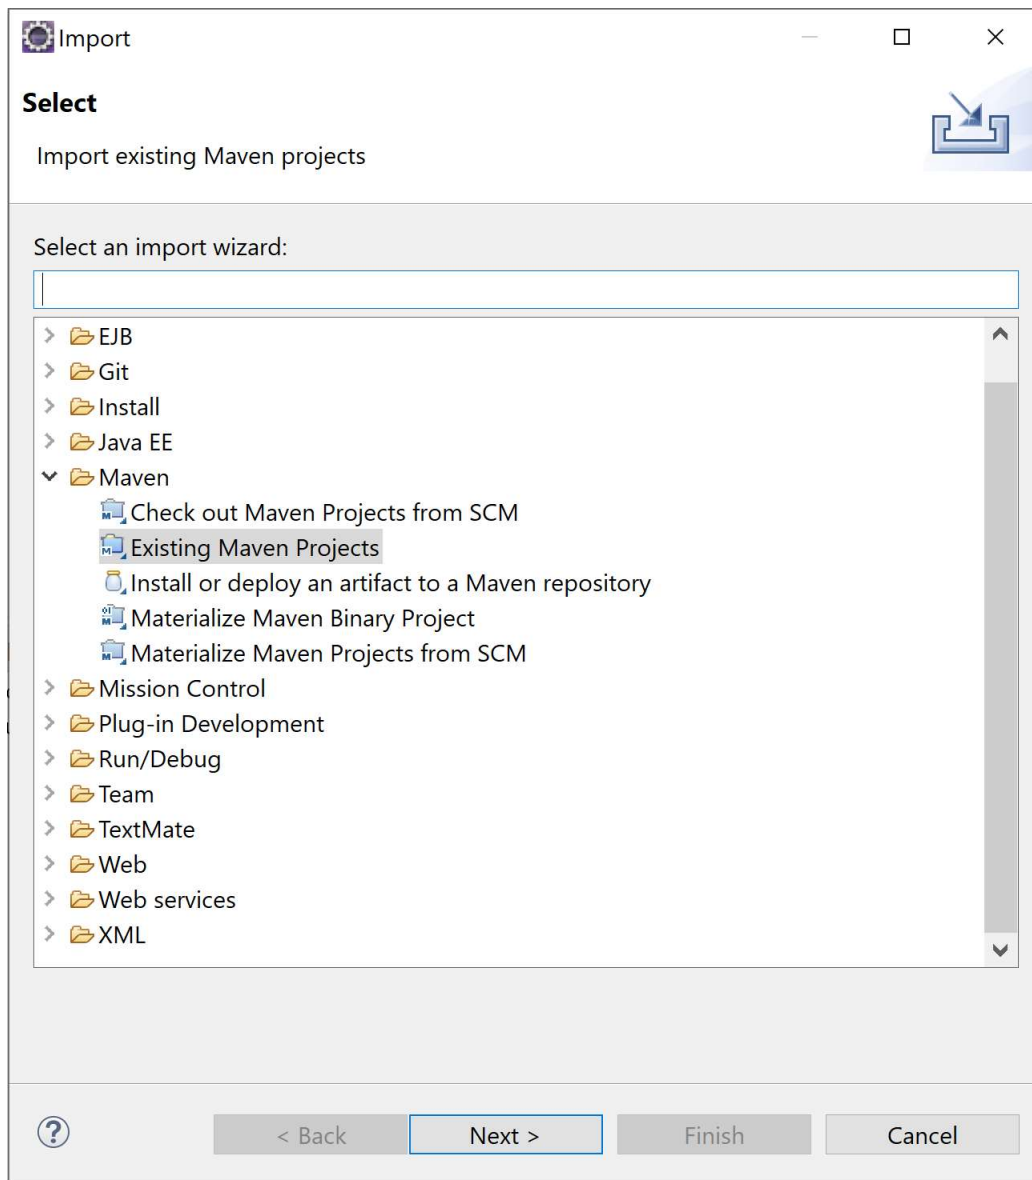 Import
Select
Import existing Maven projects
Select an import wizard:
EJB
Git
Install
Java EE
Maven
Check out Maven Projects from SCM
Existing Maven Projects
Install or deploy an artifact to a Maven repository
Materialize Maven Binary Project
Materialize Maven Projects from SCM
Mission Control
Plug-in Development
Run/Debug
Team
TextMate
Web
Web services
XML
? < Back Next > Finish Cancel